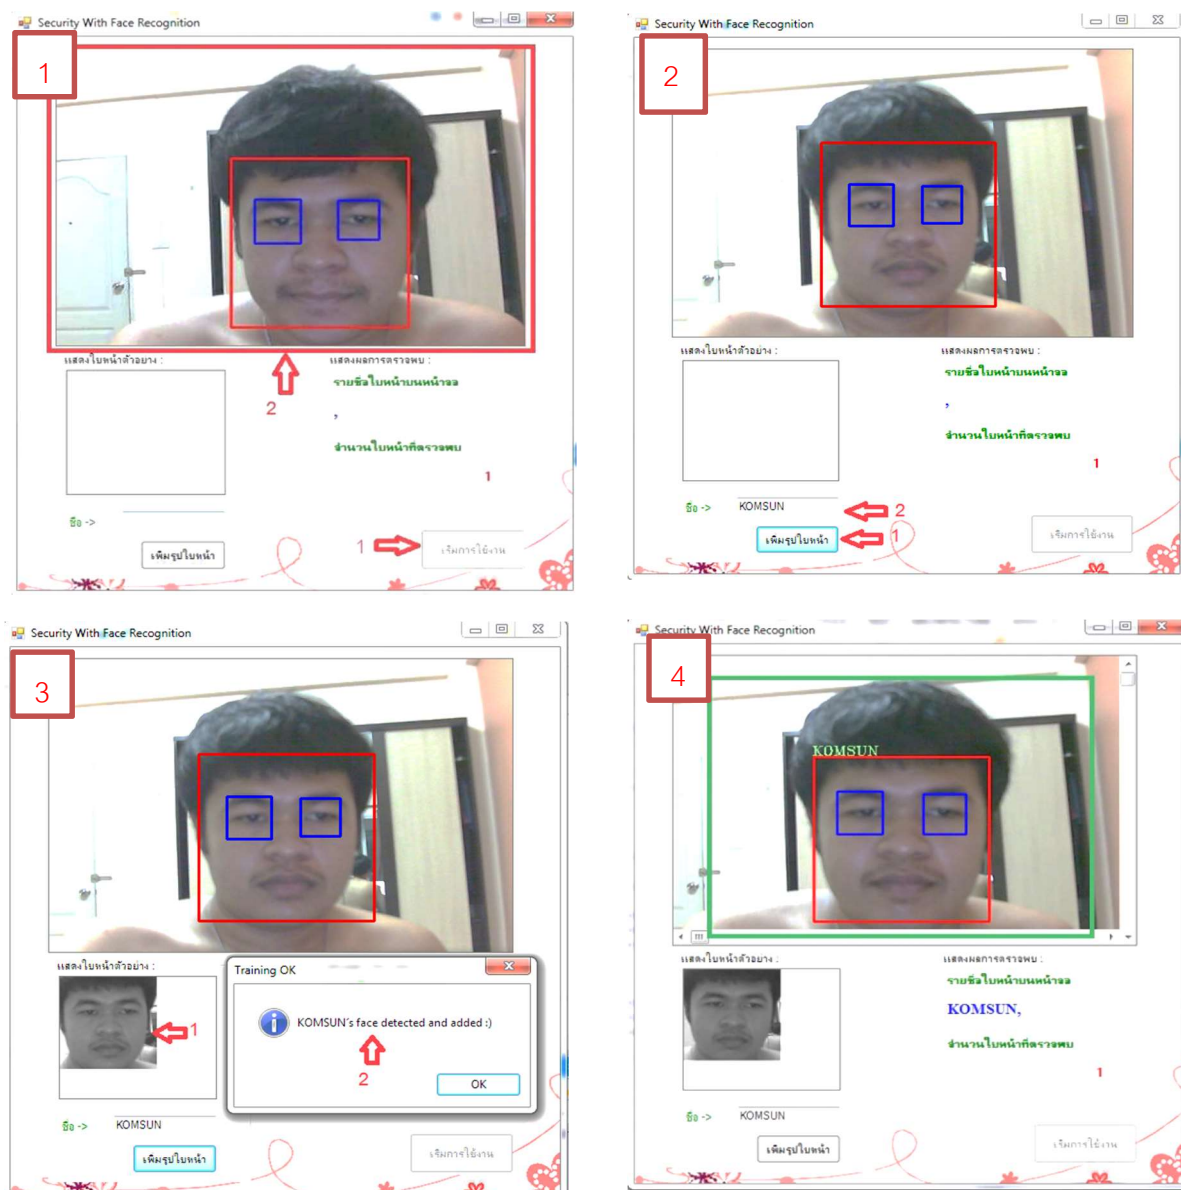 Security With Face Recognition
1
แสดงใบหน้าตัวอย่าง :
แสดงผลการตรวจพบ :
รายชื่อใบหน้าบนหน้าจอ
2
,
จำนวนใบหน้าที่ตรวจพบ
1
ชื่อ ->
เพิ่มรูปใบหน้า
1
เริ่มการใช้งาน
Security With Face Recognition
2
แสดงใบหน้าตัวอย่าง :
แสดงผลการตรวจพบ :
รายชื่อใบหน้าบนหน้าจอ
,
จำนวนใบหน้าที่ตรวจพบ
1
ชื่อ -> KOMSUN
2
เพิ่มรูปใบหน้า
1
เริ่มการใช้งาน
Security With Face Recognition
3
แสดงใบหน้าตัวอย่าง :
1
Training OK
KOMSUN's face detected and added :)
2
OK
ชื่อ -> KOMSUN
เพิ่มรูปใบหน้า
เริ่มการใช้งาน
Security With Face Recognition
4
KOMSUN
แสดงใบหน้าตัวอย่าง :
แสดงผลการตรวจพบ :
รายชื่อใบหน้าบนหน้าจอ
KOMSUN,
จำนวนใบหน้าที่ตรวจพบ
1
ชื่อ -> KOMSUN
เพิ่มรูปใบหน้า
เริ่มการใช้งาน